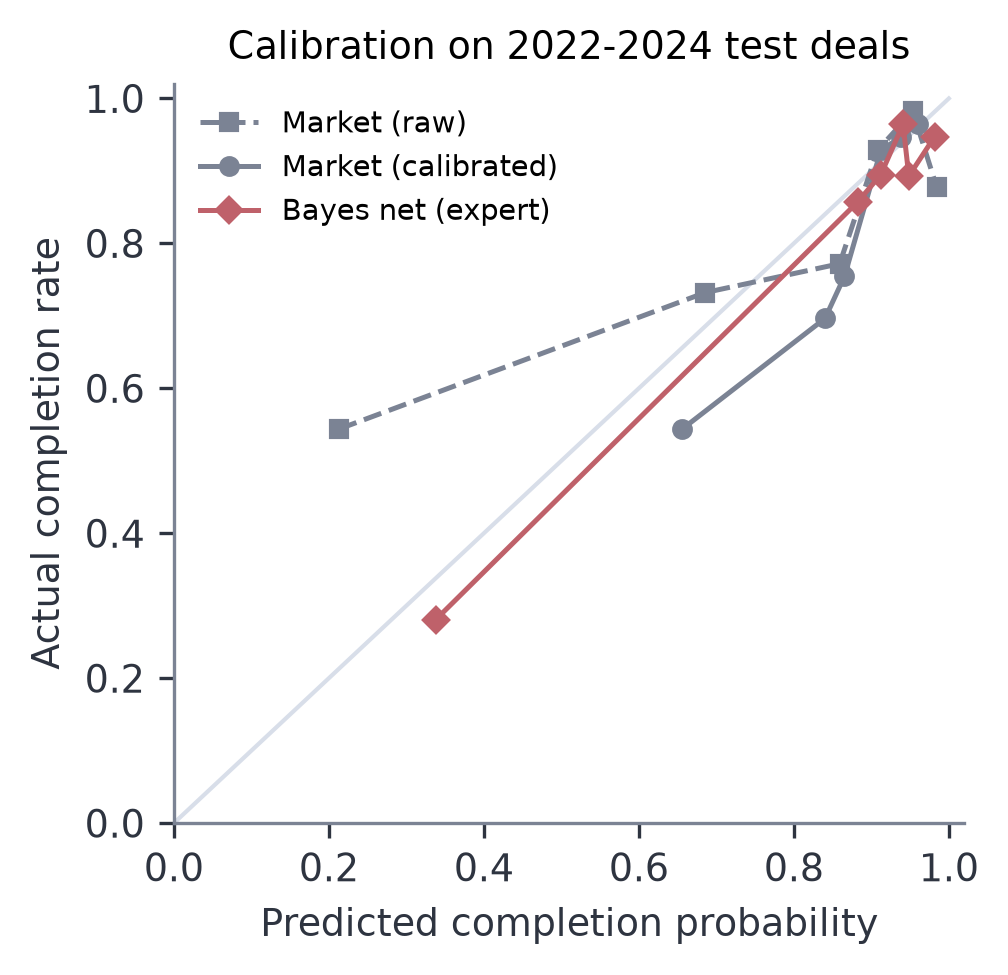 Calibration on 2022-2024 test deals
Market (raw)
Market (calibrated)
Bayes net (expert)
Actual completion rate
1.0
0.8
0.6
0.4
0.2
0.0
0.0 0.2 0.4 0.6 0.8 1.0
Predicted completion probability